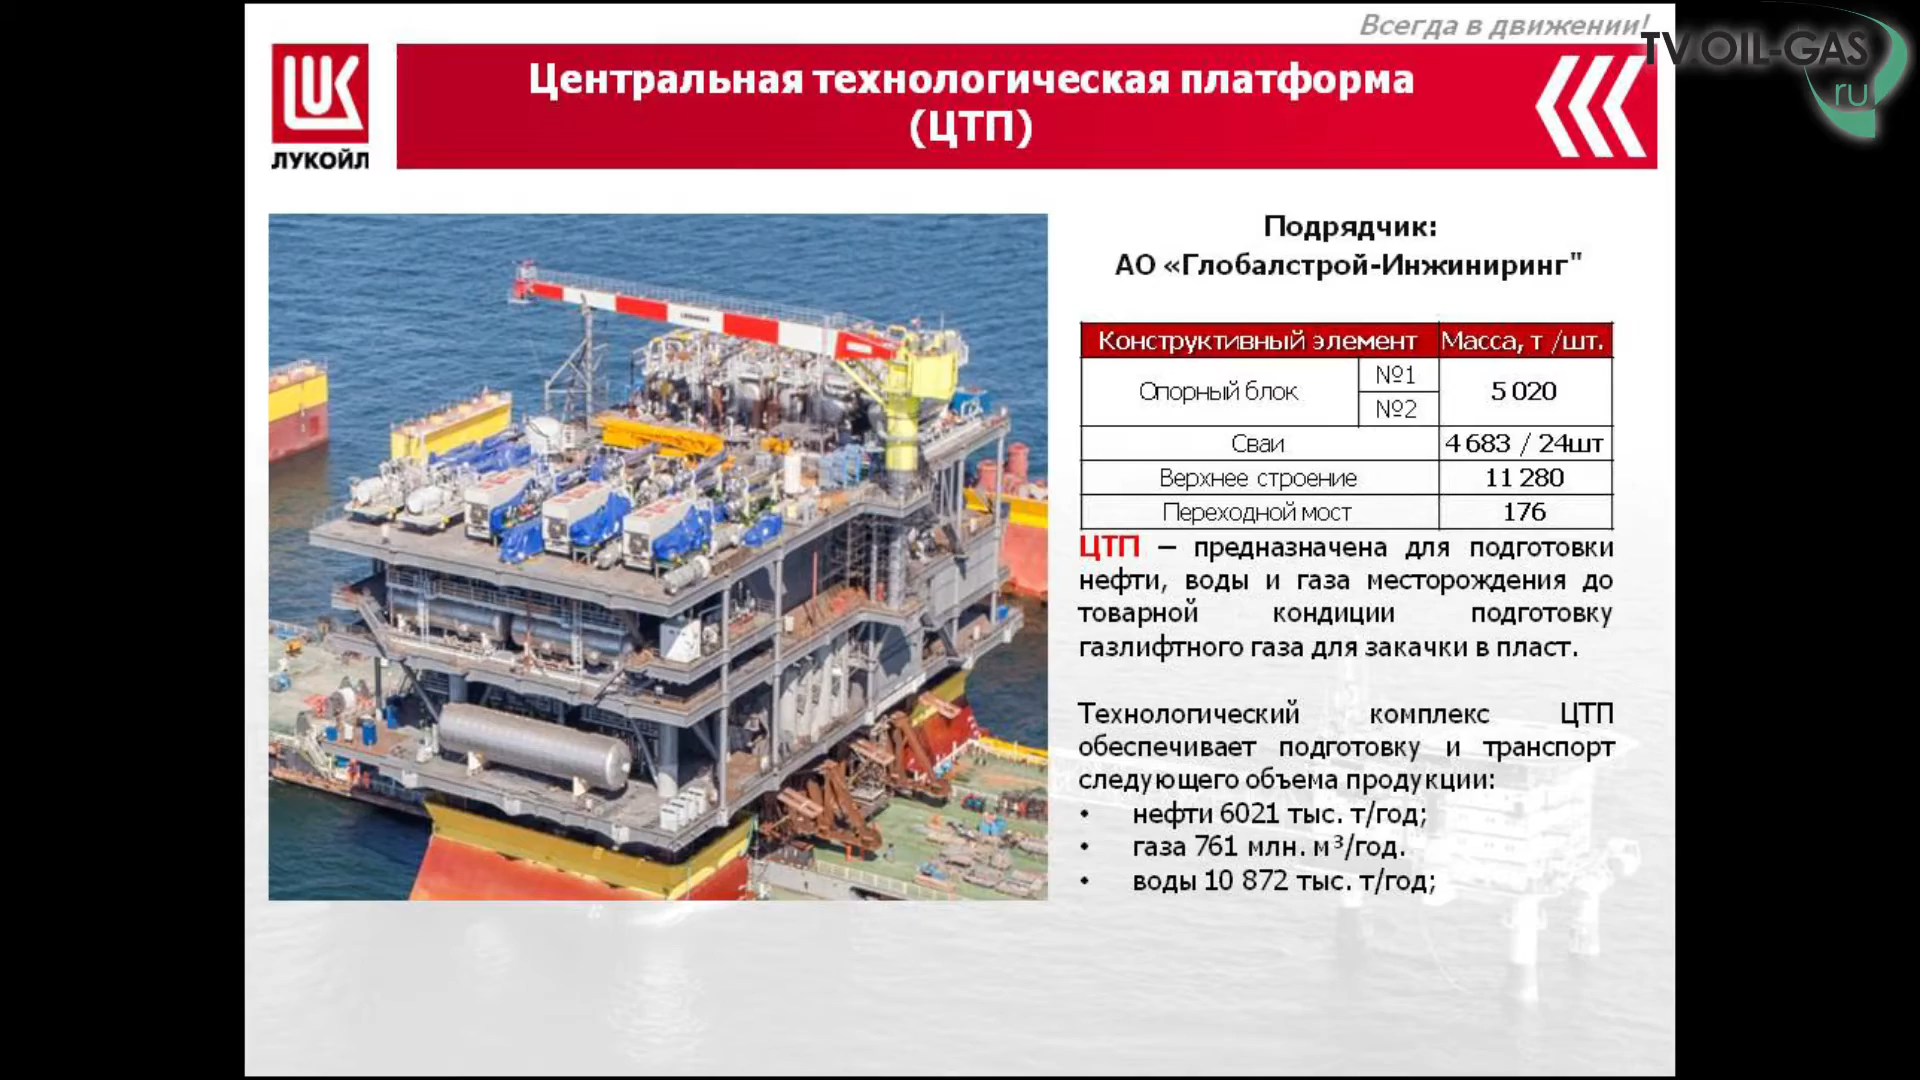 Всегда в движении!
TV.OIL-GAS
ru
ЛУКОЙЛ
Центральная технологическая платформа
(ЦТП)
Подрядчик:
АО «Глобалстрой-Инжиниринг"
Конструктивный элемент Масса, т /шт.
Опорный блок №1 5 020
№2
Сваи 4 683 / 24шт
Верхнее строение 11 280
Переходной мост 176
ЦТП – предназначена для подготовки
нефти, воды и газа месторождения до
товарной кондиции подготовку
газлифтного газа для закачки в пласт.
Технологический комплекс ЦТП
обеспечивает подготовку и транспорт
следующего объема продукции:
• нефти 6021 тыс. т/год;
• газа 761 млн. м³/год.
• воды 10 872 тыс. т/год;